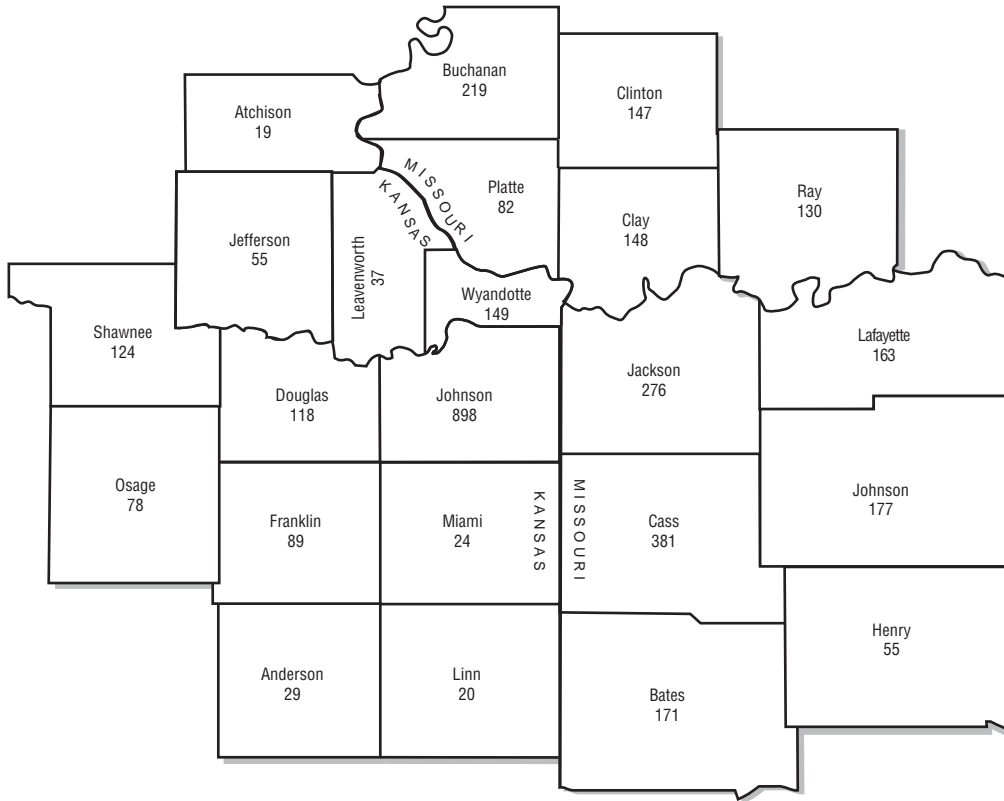 Buchanan
219
Clinton
147
Atchison
19
MISSOURI
KANSAS
Platte
82
Ray
130
Clay
148
Jefferson
55
Leavenworth
37
Wyandotte
149
Shawnee
124
Lafayette
163
Jackson
276
Douglas
118
Johnson
898
Osage
78
Johnson
177
Franklin
89
Miami
24
KANSAS
MISSOURI
Cass
381
Henry
55
Anderson
29
Linn
20
Bates
171